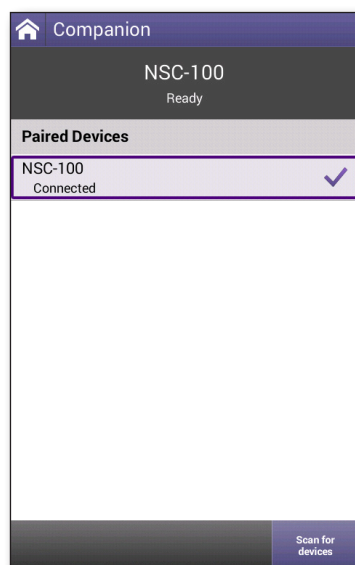 Companion
NSC-100
Ready
Paired Devices
NSC-100
Connected
Scan for
devices